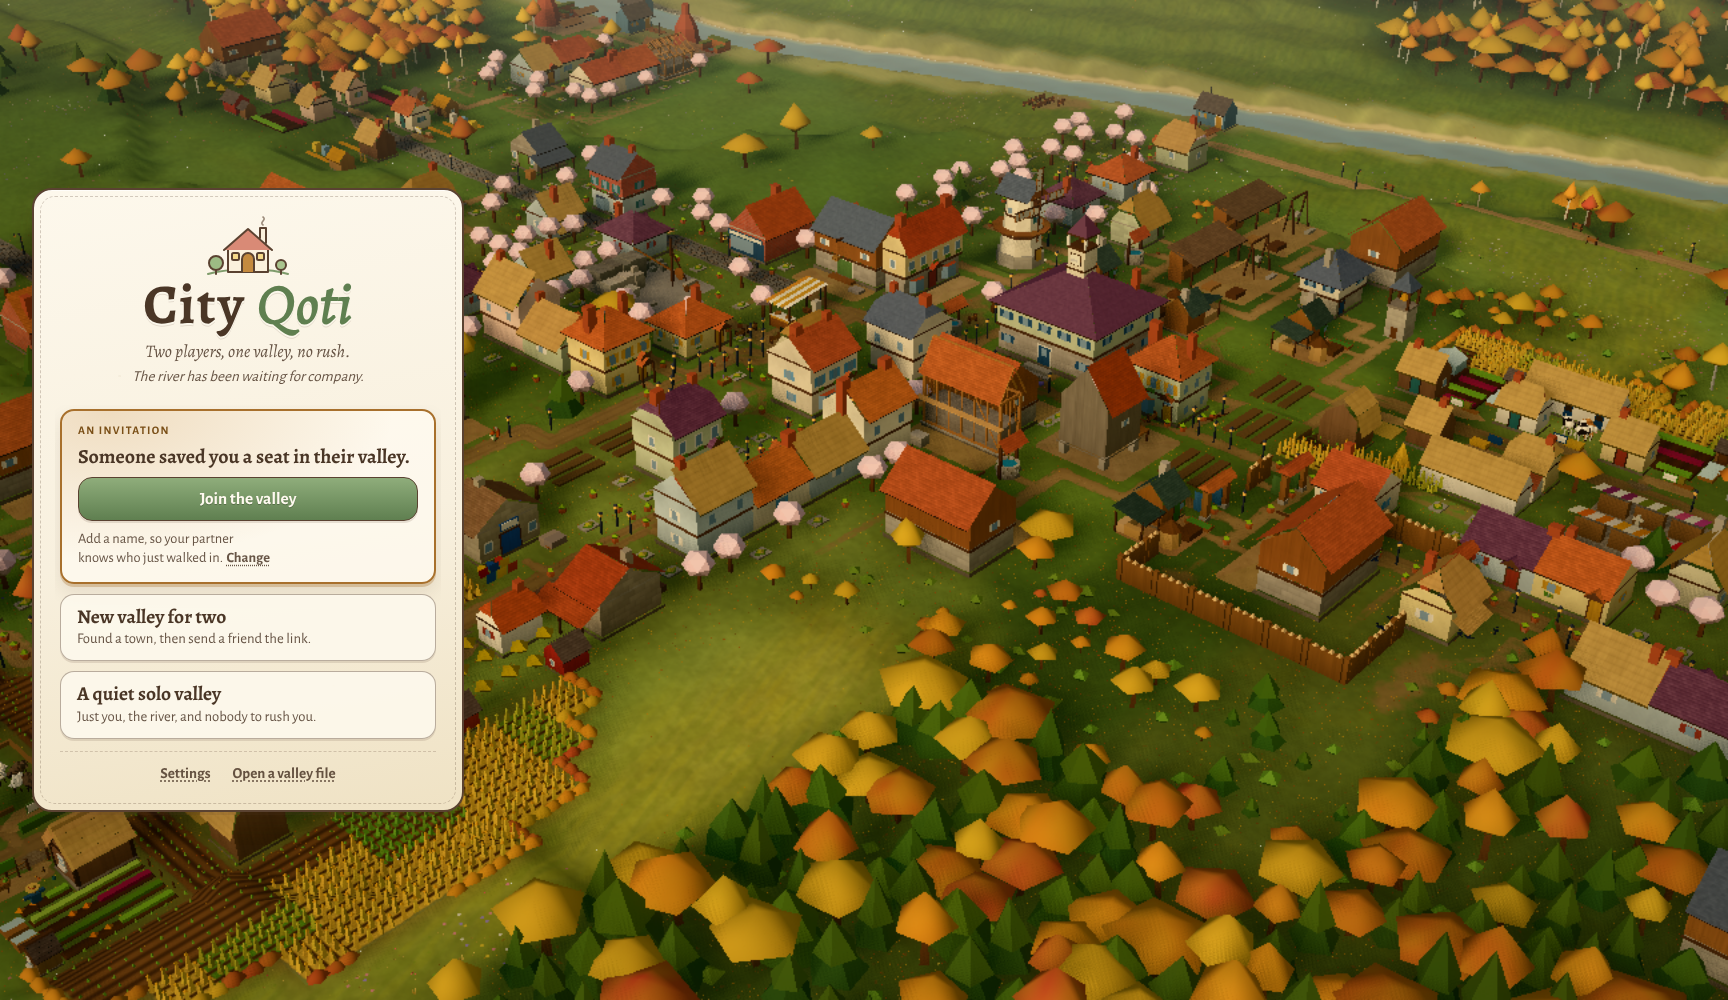 City Qoti
Two players, one valley, no rush.
The river has been waiting for company.
AN INVITATION
Someone saved you a seat in their valley.
Join the valley
Add a name, so your partner
knows who just walked in. Change
New valley for two
Found a town, then send a friend the link.
A quiet solo valley
Just you, the river, and nobody to rush you.
Settings Open a valley file